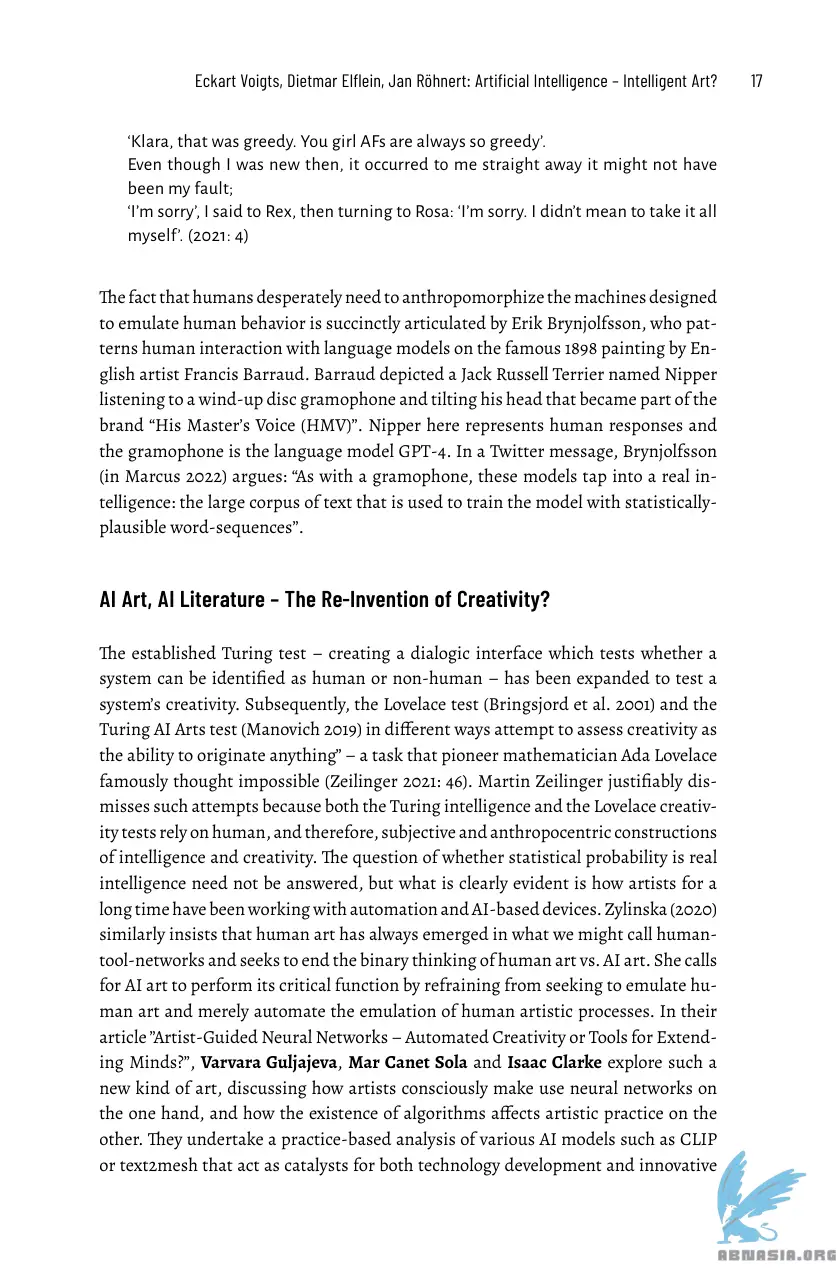 Eckart Voigts, Dietmar Elflein, Jan Röhnert: Artificial Intelligence – Intelligent Art? 17
‘Klara, that was greedy. You girl AFs are always so greedy’.
Even though I was new then, it occurred to me straight away it might not have
been my fault;
‘I’m sorry’, I said to Rex, then turning to Rosa: ‘I’m sorry. I didn’t mean to take it all
myself’. (2021: 4)
The fact that humans desperately need to anthropomorphize the machines designed
to emulate human behavior is succinctly articulated by Erik Brynjolfsson, who pat-
terns human interaction with language models on the famous 1898 painting by En-
glish artist Francis Barraud. Barraud depicted a Jack Russell Terrier named Nipper
listening to a wind-up disc gramophone and tilting his head that became part of the
brand “His Master’s Voice (HMV)”. Nipper here represents human responses and
the gramophone is the language model GPT-4. In a Twitter message, Brynjolfsson
(in Marcus 2022) argues: “As with a gramophone, these models tap into a real in-
telligence: the large corpus of text that is used to train the model with statistically-
plausible word-sequences”.
AI Art, AI Literature – The Re-Invention of Creativity?
The established Turing test – creating a dialogic interface which tests whether a
system can be identified as human or non-human – has been expanded to test a
system’s creativity. Subsequently, the Lovelace test (Bringsjord et al. 2001) and the
Turing AI Arts test (Manovich 2019) in different ways attempt to assess creativity as
the ability to originate anything” – a task that pioneer mathematician Ada Lovelace
famously thought impossible (Zeilinger 2021: 46). Martin Zeilinger justifiably dis-
misses such attempts because both the Turing intelligence and the Lovelace creativ-
ity tests rely on human, and therefore, subjective and anthropocentric constructions
of intelligence and creativity. The question of whether statistical probability is real
intelligence need not be answered, but what is clearly evident is how artists for a
long time have been working with automation and AI-based devices. Zylinska (2020)
similarly insists that human art has always emerged in what we might call human-
tool-networks and seeks to end the binary thinking of human art vs. AI art. She calls
for AI art to perform its critical function by refraining from seeking to emulate hu-
man art and merely automate the emulation of human artistic processes. In their
article ”Artist-Guided Neural Networks – Automated Creativity or Tools for Extend-
ing Minds?”, Varvara Guljajeva, Mar Canet Sola and Isaac Clarke explore such a
new kind of art, discussing how artists consciously make use neural networks on
the one hand, and how the existence of algorithms affects artistic practice on the
other. They undertake a practice-based analysis of various AI models such as CLIP
or text2mesh that act as catalysts for both technology development and innovative
ABNASIA.ORG